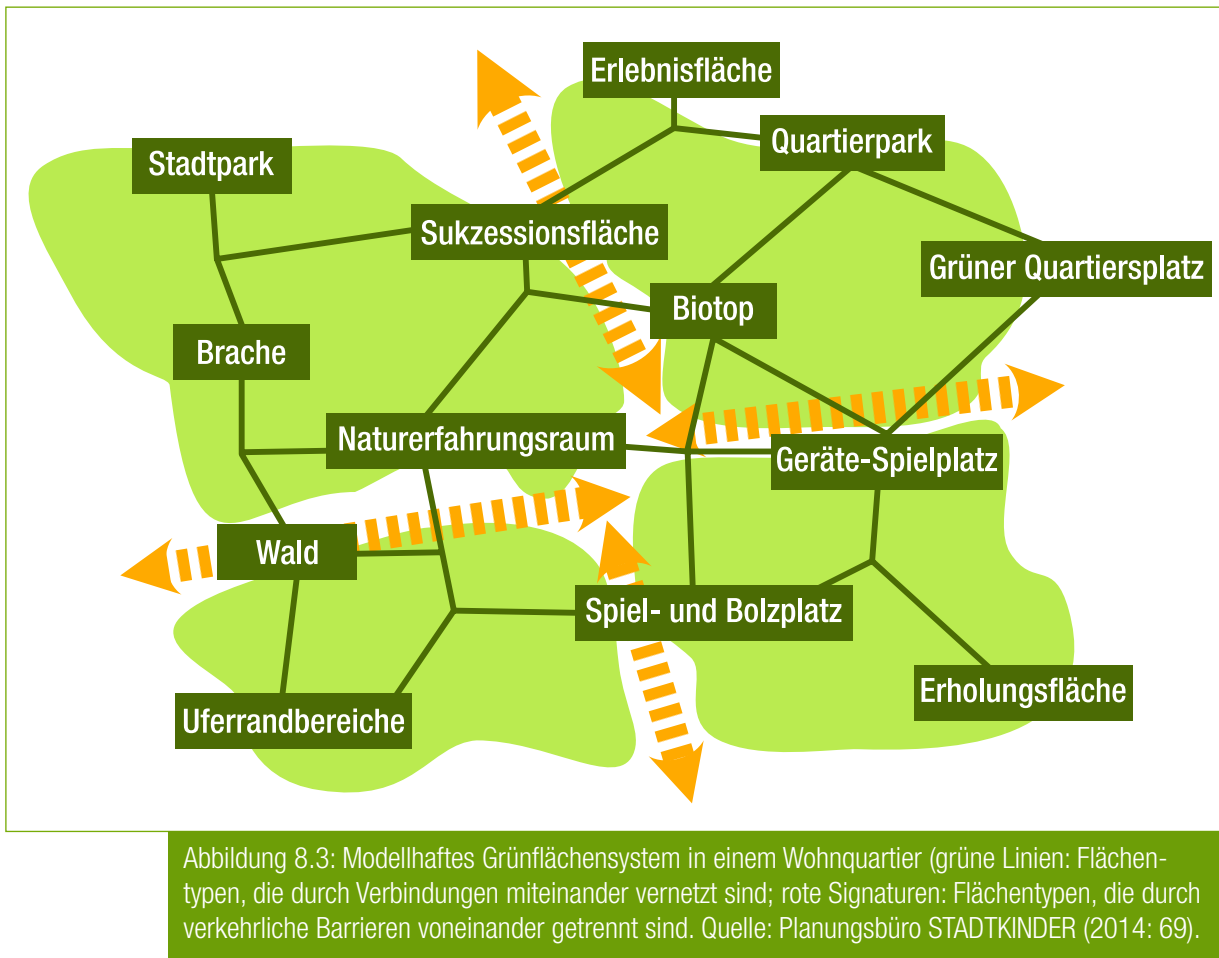 Erlebnisfläche
Quartierpark
Stadtpark
Sukzessionsfläche
Grüner Quartiersplatz
Biotop
Brache
Naturerfahrungsraum
Geräte-Spielplatz
Wald
Spiel- und Bolzplatz
Erholungsfläche
Uferrandbereiche
Abbildung 8.3: Modellhaftes Grünflächensystem in einem Wohnquartier (grüne Linien: Flächen-
typen, die durch Verbindungen miteinander vernetzt sind; rote Signaturen: Flächentypen, die durch
verkehrliche Barrieren voneinander getrennt sind. Quelle: Planungsbüro STADTKINDER (2014: 69).